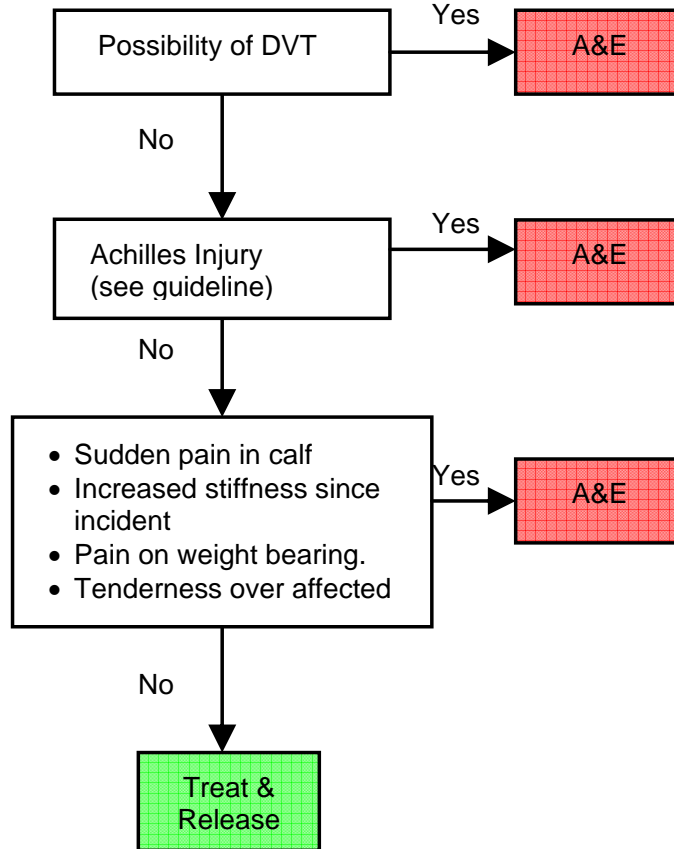 Possibility of DVT
Yes
A&E
No
Achilles Injury
(see guideline)
Yes
A&E
No
• Sudden pain in calf
• Increased stiffness since
incident
• Pain on weight bearing.
• Tenderness over affected
Yes
A&E
No
Treat &
Release